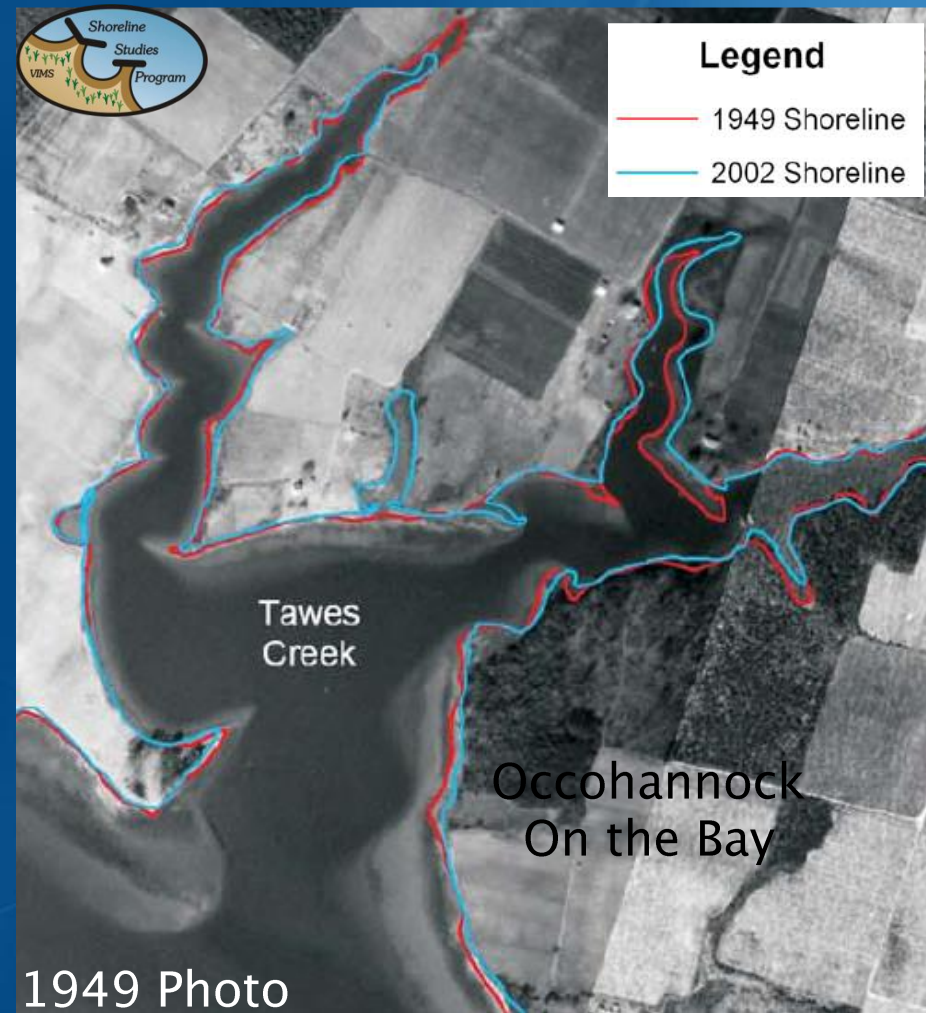 Shoreline
Studies
Program
VIMS
Legend
1949 Shoreline
2002 Shoreline
Tawes
Creek
Occohannock
On the Bay
1949 Photo